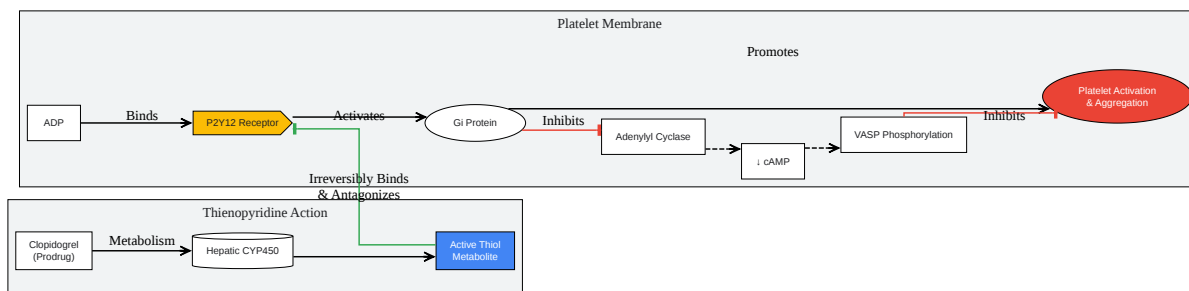 Platelet Membrane
Promotes
ADP
Binds
P2Y12 Receptor
Activates
Gi Protein
Inhibits
Adenylyl Cyclase
↓ cAMP
VASP Phosphorylation
Inhibits
Platelet Activation
& Aggregation
Irreversibly Binds
& Antagonizes
Thienopyridine Action
Clopidogrel
(Prodrug)
Metabolism
Hepatic CYP450
Active Thiol
Metabolite